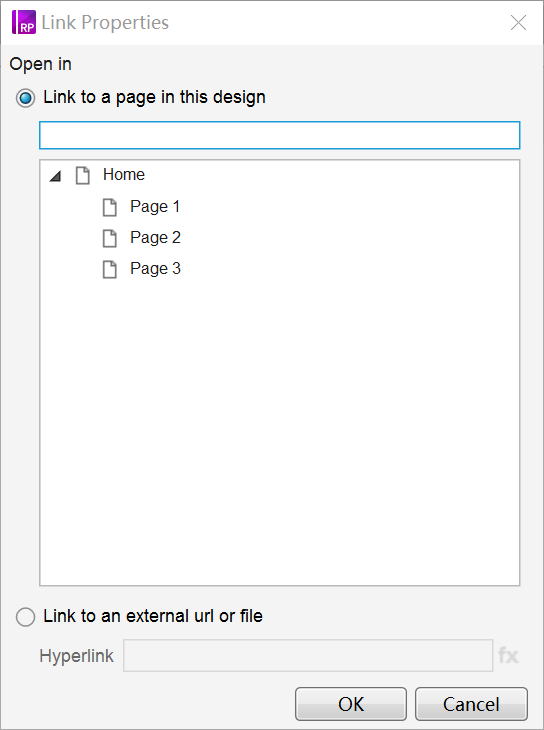 RP Link Properties
Open in
Link to a page in this design
Home
Page 1
Page 2
Page 3
Link to an external url or file
Hyperlink fx
OK Cancel